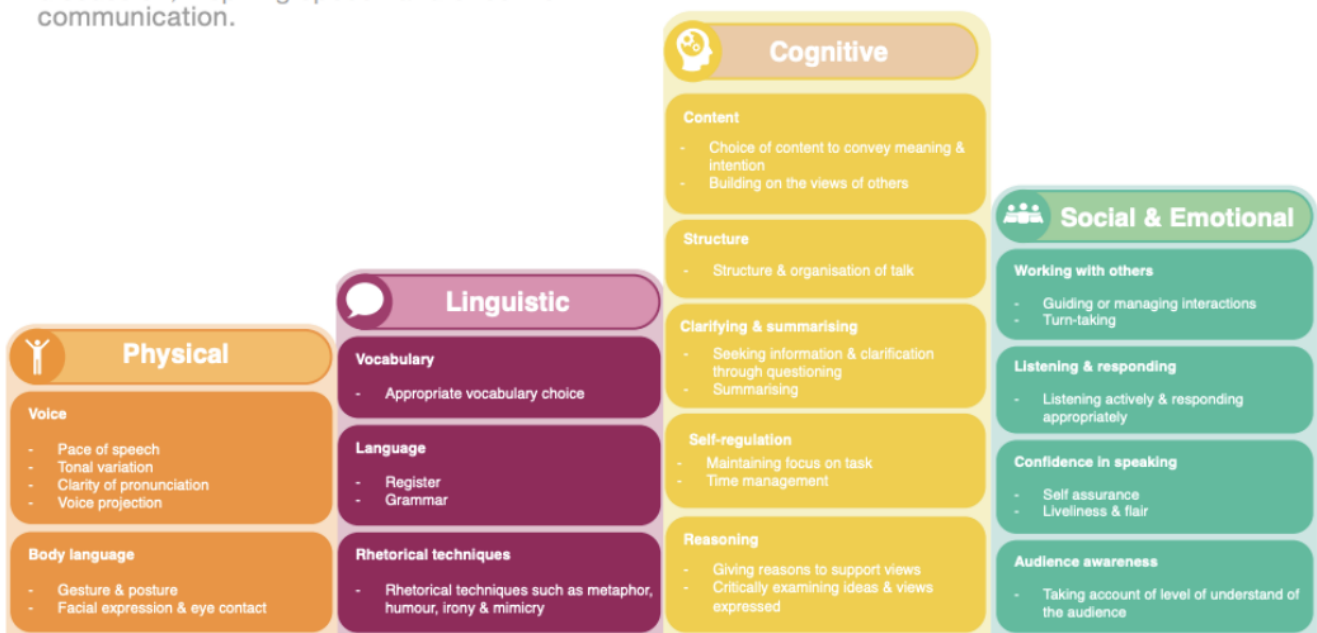 communication.
Physical
Voice
- Pace of speech
- Tonal variation
- Clarity of pronunciation
- Voice projection
Body language
- Gesture & posture
- Facial expression & eye contact
Linguistic
Vocabulary
- Appropriate vocabulary choice
Language
- Register
- Grammar
Rhetorical techniques
- Rhetorical techniques such as metaphor,
humour, irony & mimicry
Cognitive
Content
- Choice of content to convey meaning &
intention
- Building on the views of others
Structure
- Structure & organisation of talk
Clarifying & summarising
- Seeking information & clarification
through questioning
- Summarising
Self-regulation
- Maintaining focus on task
- Time management
Reasoning
- Giving reasons to support views
- Critically examining ideas & views
expressed
Social & Emotional
Working with others
- Guiding or managing interactions
- Turn-taking
Listening & responding
- Listening actively & responding
appropriately
Confidence in speaking
- Self assurance
- Liveliness & flair
Audience awareness
- Taking account of level of understand of
the audience